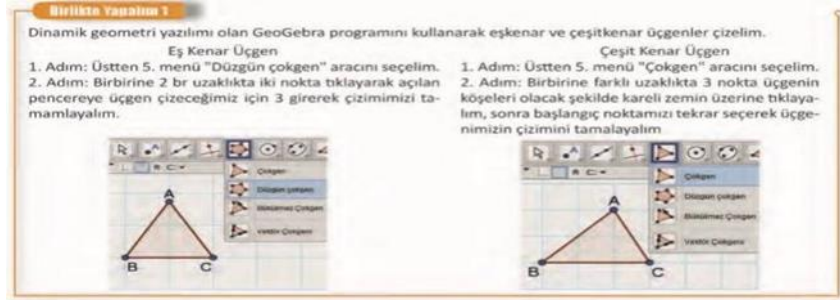 Birlikte Yapalım 1
Dinamik geometri yazılımı olan GeoGebra programını kullanarak eşkenar ve çeşitkenar üçgenler çizelim.
Eş Kenar Üçgen
1. Adım: Üstten 5. menü "Düzgün çokgen" aracını seçelim.
2. Adım: Birbirine 2 br uzaklıkta iki nokta tıklayarak açılan
pencereye üçgen çizeceğimiz için 3 girerek çizimimizi ta-
mamlayalım.
Çokgen
Düzgün çokgen
Bükülmez Çokgen
Vektör Çokgeni
A
B
C
Çeşit Kenar Üçgen
1. Adım: Üstten 5. menü "Çokgen" aracını seçelim.
2. Adım: Birbirine farklı uzaklıkta 3 nokta üçgenin
köşeleri olacak şekilde kareli zemin üzerine tıklaya-
lım, sonra başlangıç noktamızı tekrar seçerek üçge-
nimizin çizimini tamalayalım
Çokgen
Düzgün çokgen
Bükülmez Çokgen
Vektör Çokgeni
A
B
C